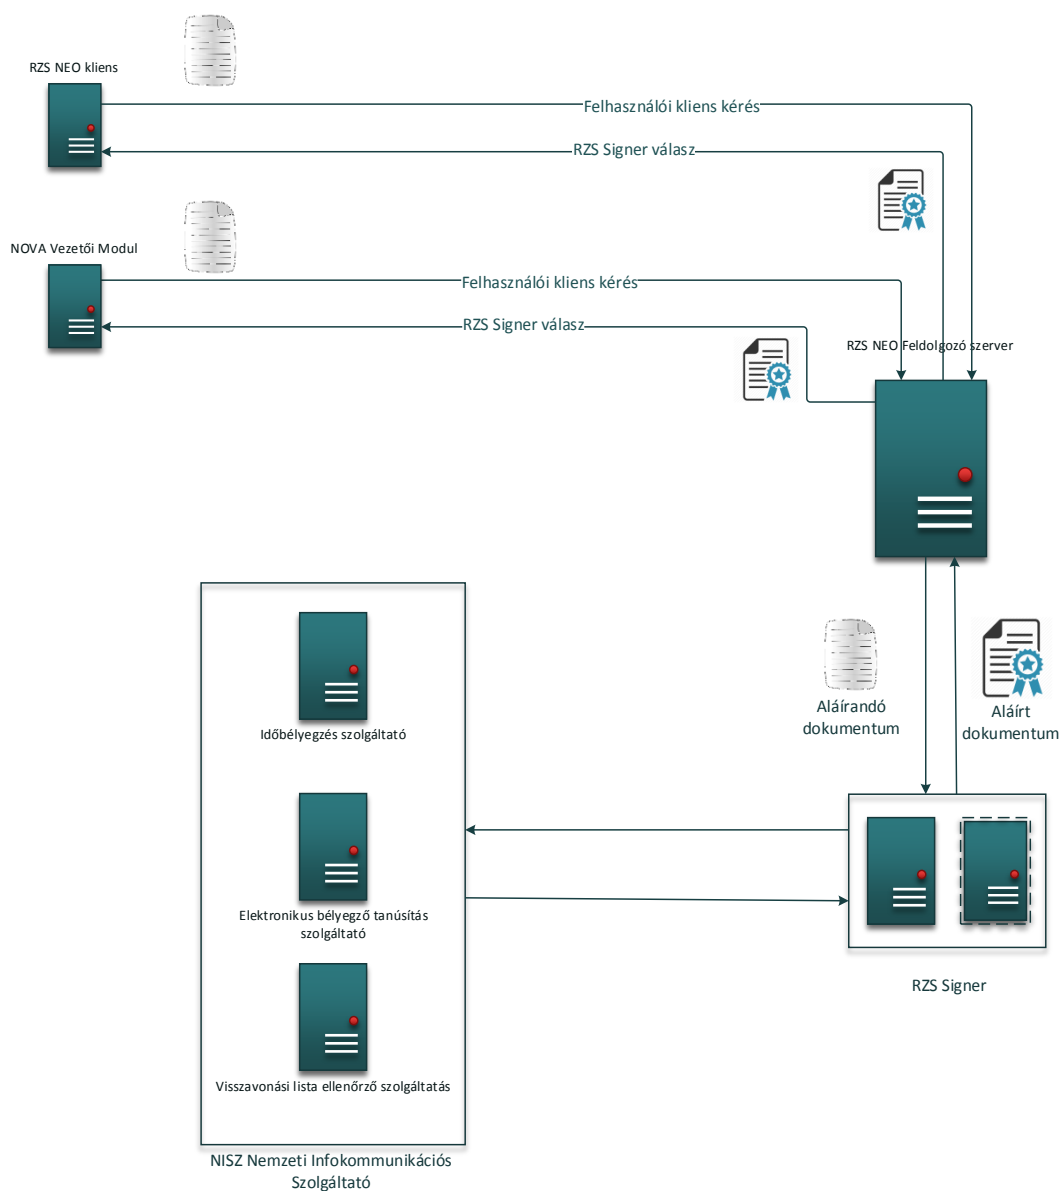 RZS NEO kliens
Felhasználói kliens kérés
RZS Signer válasz
NOVA Vezetői Modul
Felhasználói kliens kérés
RZS Signer válasz
RZS NEO Feldolgozó szerver
Időbélyegzés szolgáltató
Aláírandó
dokumentum
Aláírt
dokumentum
Elektronikus bélyegző tanúsítás
szolgáltató
RZS Signer
Visszavonási lista ellenőrző szolgáltatás
NISZ Nemzeti Infokommunikációs
Szolgáltató